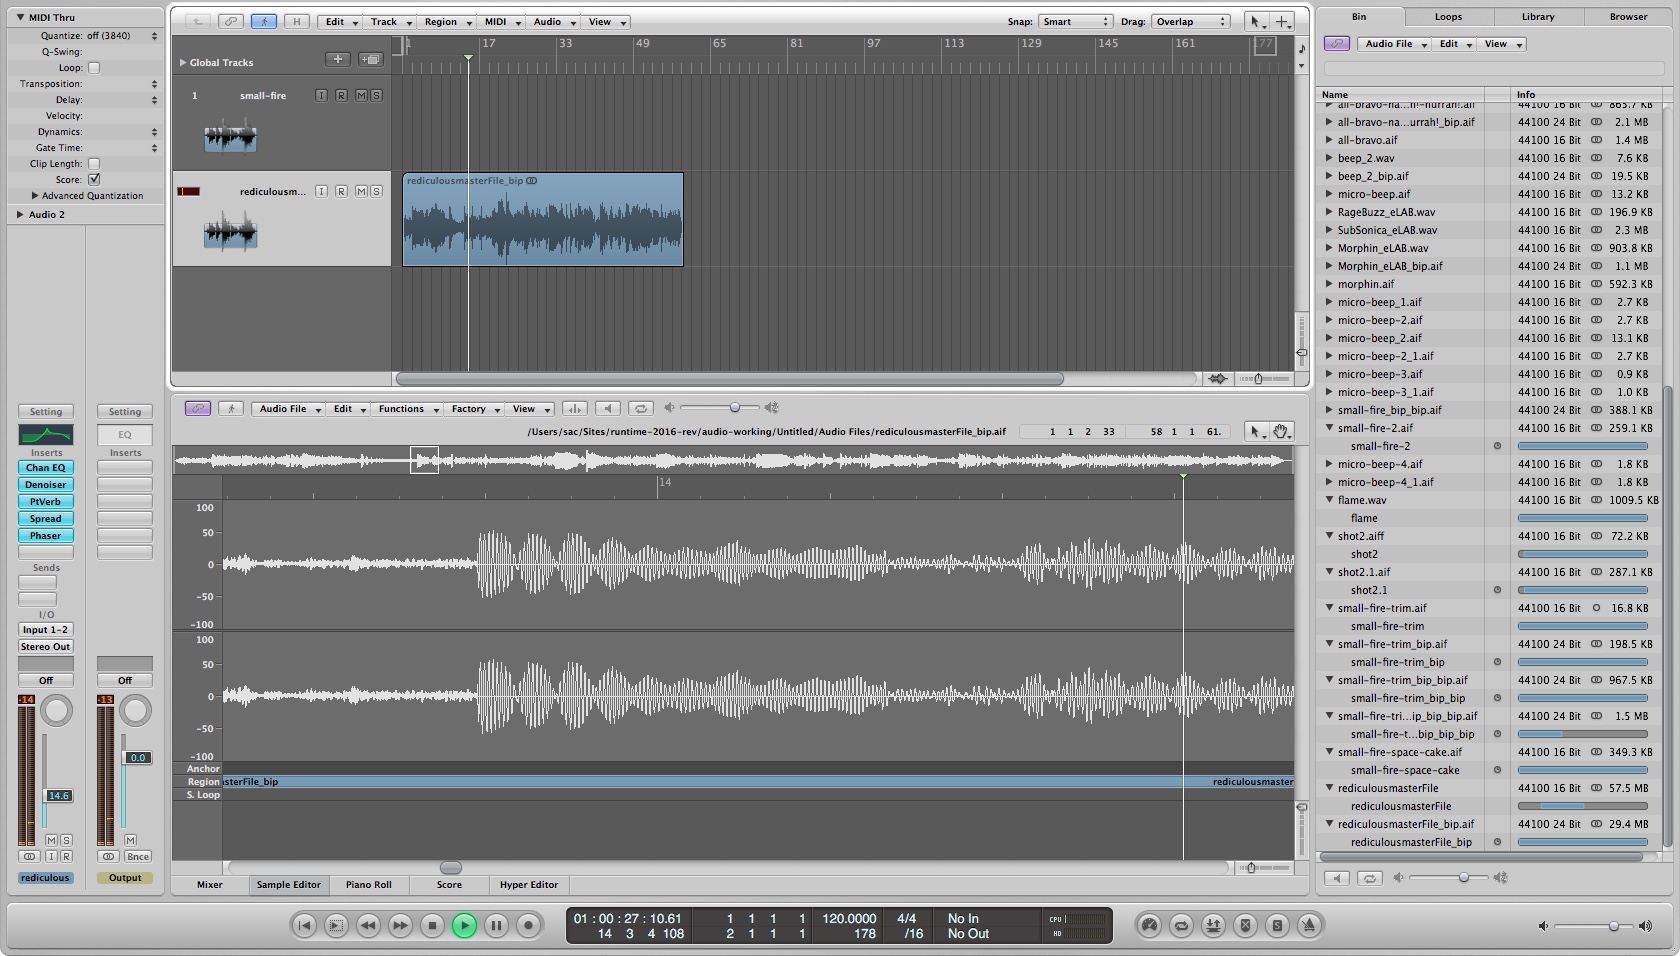 MIDI Thru
Quantize: off (3840)
Q-Swing:
Loop:
Transposition:
Delay:
Velocity:
Dynamics:
Gate Time:
Clip Length:
Score:
Advanced Quantization
Audio 2
Setting
Setting
EQ
Inserts
Inserts
Chan EQ
Denoiser
PtVerb
Spread
Phaser
Sends
I/O
Input 1-2
Stereo Out
Off
Off
-14
-13
0.0
14.6
M S
M
I R
Bnce
rediculous
Output
H
Edit
Track
Region
MIDI
Audio
View
Snap: Smart
Drag: Overlap
Global Tracks
1 17 33 49 65 81 97 113 129 145 161 177
1 small-fire I R M S
rediculousm... I R M S
rediculousmasterFile_bip
Audio File
Edit
Functions
Factory
View
/Users/sac/Sites/runtime-2016-rev/audio-working/Untitled/Audio Files/rediculousmasterFile_bip.aif
1 1 2 33
58 1 1 61.
14
100
50
0
-50
-100
100
50
0
-50
-100
Anchor
Region sterFile_bip rediculousmaster
S. Loop
Mixer
Sample Editor
Piano Roll
Score
Hyper Editor
01 : 00 : 27 : 10.61 1 1 1 1 120.0000 4/4 No In CPU
14 3 4 108 2 1 1 1 178 /16 No Out HD
Bin
Loops
Library
Browser
Audio File
Edit
View
Name Info
all-bravo-na...h!-hurrah!.aif 44100 16 Bit 865.7 KB
all-bravo-na...urrah!_bip.aif 44100 24 Bit 2.1 MB
all-bravo.aif 44100 16 Bit 1.4 MB
beep_2.wav 44100 16 Bit 7.6 KB
beep_2_bip.aif 44100 24 Bit 19.5 KB
micro-beep.aif 44100 16 Bit 13.2 KB
RageBuzz_eLAB.wav 44100 16 Bit 196.9 KB
SubSonica_eLAB.wav 44100 16 Bit 2.3 MB
Morphin_eLAB.wav 44100 16 Bit 903.8 KB
Morphin_eLAB_bip.aif 44100 24 Bit 1.1 MB
morphin.aif 44100 16 Bit 592.3 KB
micro-beep_1.aif 44100 16 Bit 2.7 KB
micro-beep-2.aif 44100 16 Bit 2.7 KB
micro-beep_2.aif 44100 16 Bit 13.1 KB
micro-beep-2_1.aif 44100 16 Bit 2.7 KB
micro-beep-3.aif 44100 16 Bit 0.9 KB
micro-beep-3_1.aif 44100 16 Bit 1.0 KB
small-fire_bip_bip.aif 44100 24 Bit 388.1 KB
small-fire-2.aif 44100 24 Bit 259.1 KB
small-fire-2
micro-beep-4.aif 44100 16 Bit 1.8 KB
micro-beep-4_1.aif 44100 16 Bit 1.8 KB
flame.wav 44100 16 Bit 1009.5 KB
flame
shot2.aiff 44100 16 Bit 72.2 KB
shot2
shot2.1.aif 44100 16 Bit 287.1 KB
shot2.1
small-fire-trim.aif 44100 16 Bit 16.8 KB
small-fire-trim
small-fire-trim_bip.aif 44100 24 Bit 198.5 KB
small-fire-trim_bip
small-fire-trim_bip_bip.aif 44100 24 Bit 967.5 KB
small-fire-trim_bip_bip
small-fire-tri...ip_bip_bip.aif 44100 24 Bit 1.5 MB
small-fire-t...bip_bip_bip
small-fire-space-cake.aif 44100 16 Bit 349.3 KB
small-fire-space-cake
rediculousmasterFile 44100 16 Bit 57.5 MB
rediculousmasterFile
rediculousmasterFile_bip.aif 44100 24 Bit 29.4 MB
rediculousmasterFile_bip